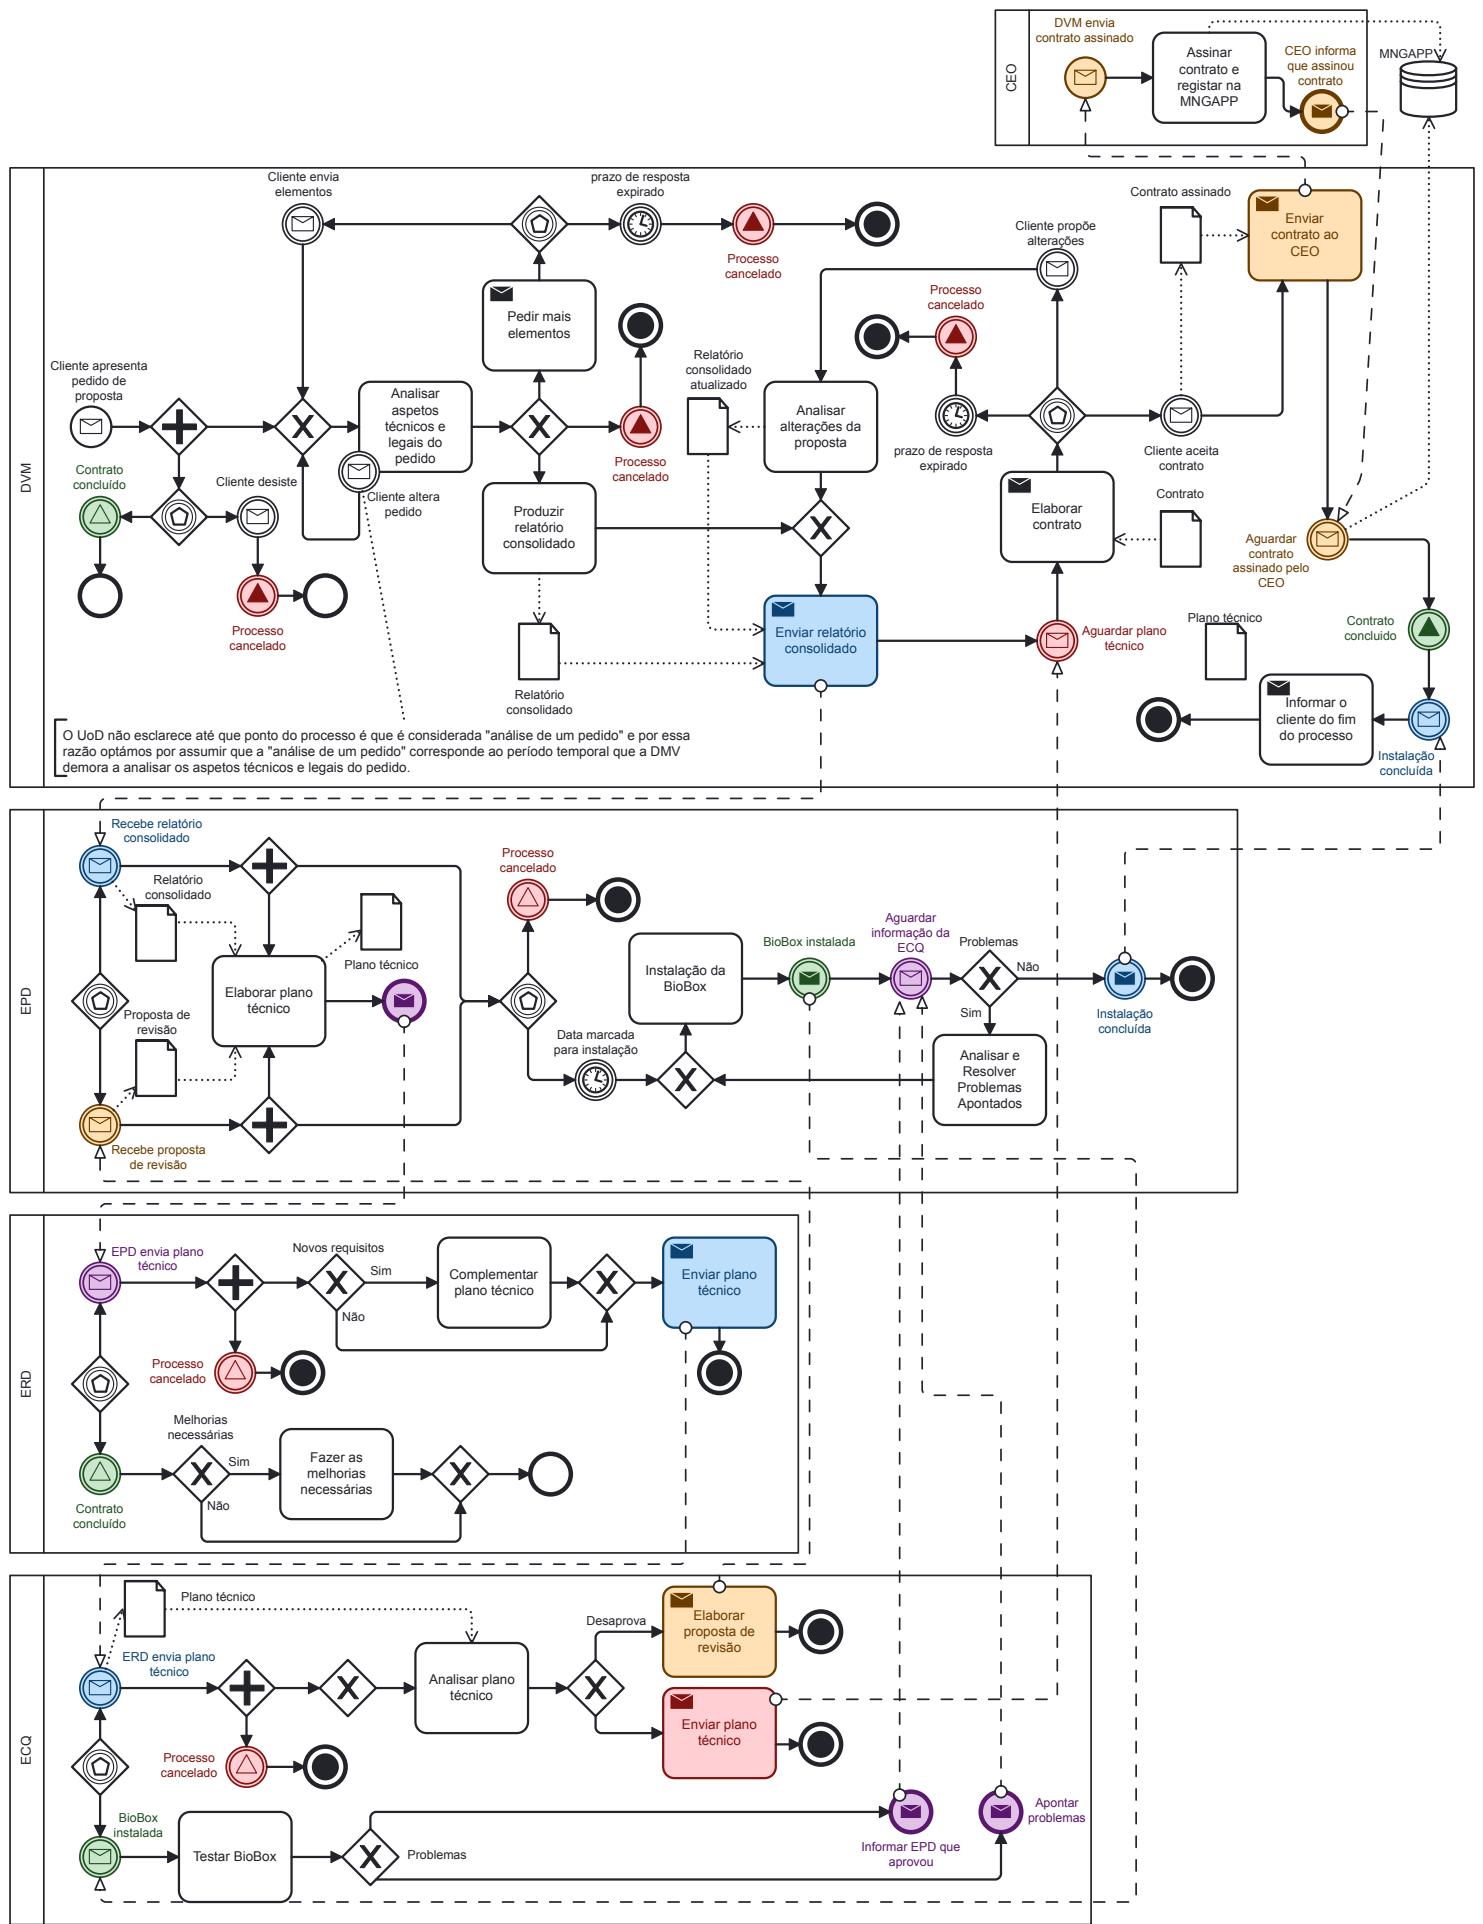 DVM envia
contrato assinado
CEO
Assinar
contrato e
registar na
MNGAPP
CEO informa
que assinou
contrato
MNGAPP
DVM
Cliente envia
elementos
prazo de resposta
expirado
Processo
cancelado
Contrato assinado
Enviar
contrato ao
CEO
Cliente propõe
alterações
Pedir mais
elementos
Processo
cancelado
Cliente apresenta
pedido de
proposta
Relatório
consolidado
atualizado
Analisar
aspetos
técnicos e
legais do
pedido
Analisar
alterações da
proposta
prazo de resposta
expirado
Cliente aceita
contrato
Processo
cancelado
Contrato
concluído
Cliente desiste
Cliente altera
pedido
Produzir
relatório
consolidado
Elaborar
contrato
Contrato
Aguardar
contrato
assinado pelo
CEO
Processo
cancelado
Enviar relatório
consolidado
Aguardar plano
técnico
Plano técnico
Contrato
concluido
Relatório
consolidado
Informar o
cliente do fim
do processo
Instalação
concluída
O UoD não esclarece até que ponto do processo é que é considerada "análise de um pedido" e por essa
razão optámos por assumir que a "análise de um pedido" corresponde ao período temporal que a DMV
demora a analisar os aspetos técnicos e legais do pedido.
EPD
Recebe relatório
consolidado
Relatório
consolidado
Processo
cancelado
Plano técnico
Elaborar plano
técnico
Proposta de
revisão
Recebe proposta
de revisão
Data marcada
para instalação
Instalação da
BioBox
BioBox instalada
Aguardar
informação da
ECQ
Problemas
Não
Sim
Analisar e
Resolver
Problemas
Apontados
Instalação
concluída
ERD
EPD envia plano
técnico
Novos requisitos
Sim
Não
Complementar
plano técnico
Enviar plano
técnico
Processo
cancelado
Melhorias
necessárias
Sim
Não
Fazer as
melhorias
necessárias
Contrato
concluído
ECQ
Plano técnico
ERD envia plano
técnico
Analisar plano
técnico
Desaprova
Elaborar
proposta de
revisão
Enviar plano
técnico
Processo
cancelado
BioBox
instalada
Testar BioBox
Problemas
Informar EPD que
aprovou
Apontar
problemas